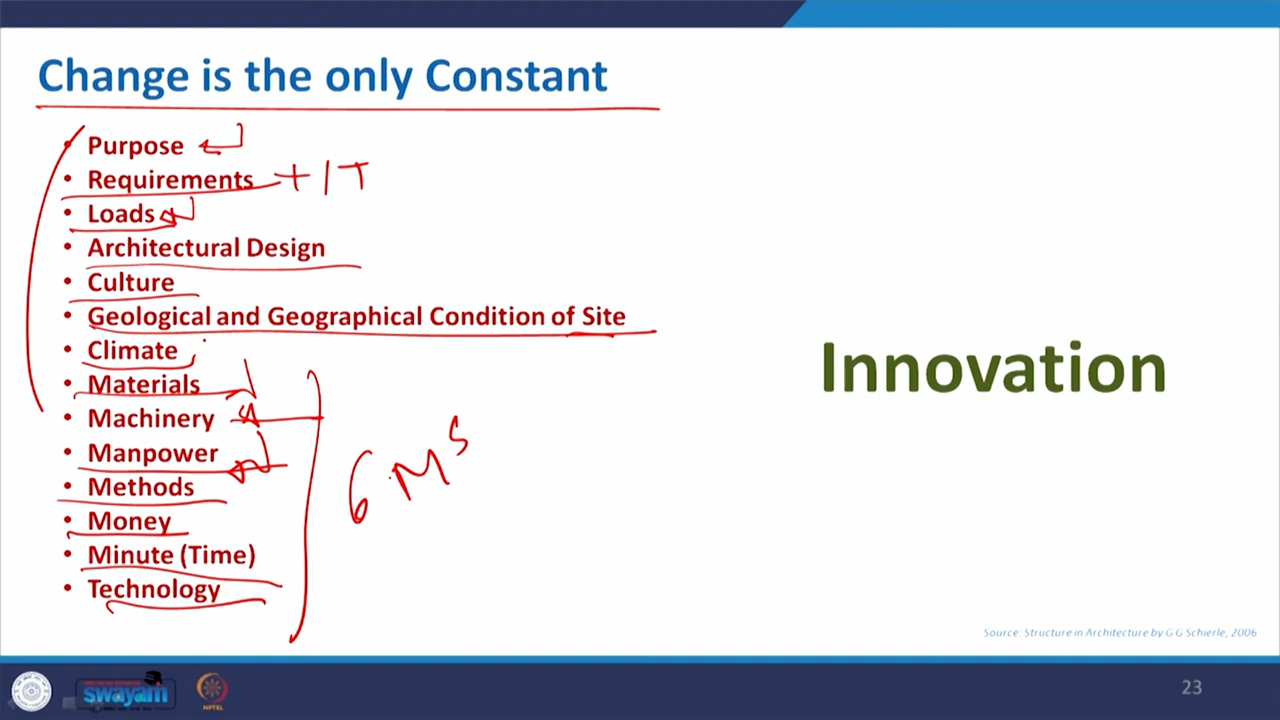 Change is the only Constant
• Purpose
• Requirements + IT
• Loads
• Architectural Design
• Culture
• Geological and Geographical Condition of Site
• Climate
• Materials
• Machinery
• Manpower
• Methods
• Money
• Minute (Time)
• Technology
6 Ms
Innovation
Source: Structure in Architecture by G G Schierle, 2006
swayam
NPTEL
23